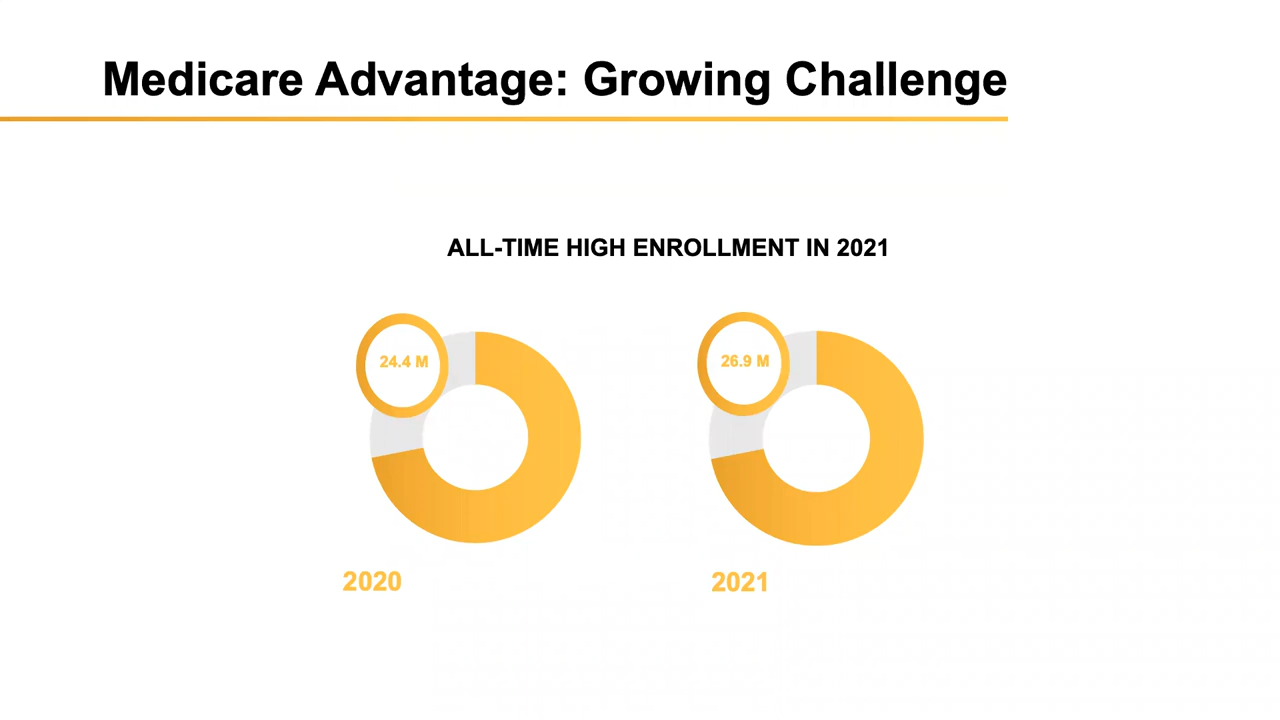 Medicare Advantage: Growing Challenge
ALL-TIME HIGH ENROLLMENT IN 2021
24.4 M
26.9 M
2020
2021